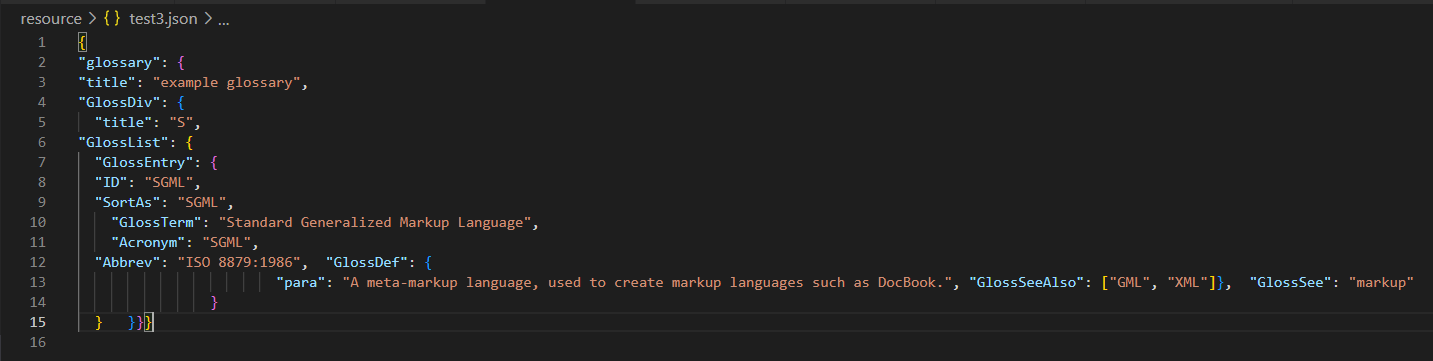 resource > {} test3.json > ...
1 {
2 "glossary": {
3 "title": "example glossary",
4 "GlossDiv": {
5 "title": "S",
6 "GlossList": {
7 "GlossEntry": {
8 "ID": "SGML",
9 "SortAs": "SGML",
10 "GlossTerm": "Standard Generalized Markup Language",
11 "Acronym": "SGML",
12 "Abbrev": "ISO 8879:1986",  "GlossDef": {
13 "para": "A meta-markup language, used to create markup languages such as DocBook.", "GlossSeeAlso": ["GML", "XML"]},  "GlossSee": "markup"
14 }
15 }   }}}
16